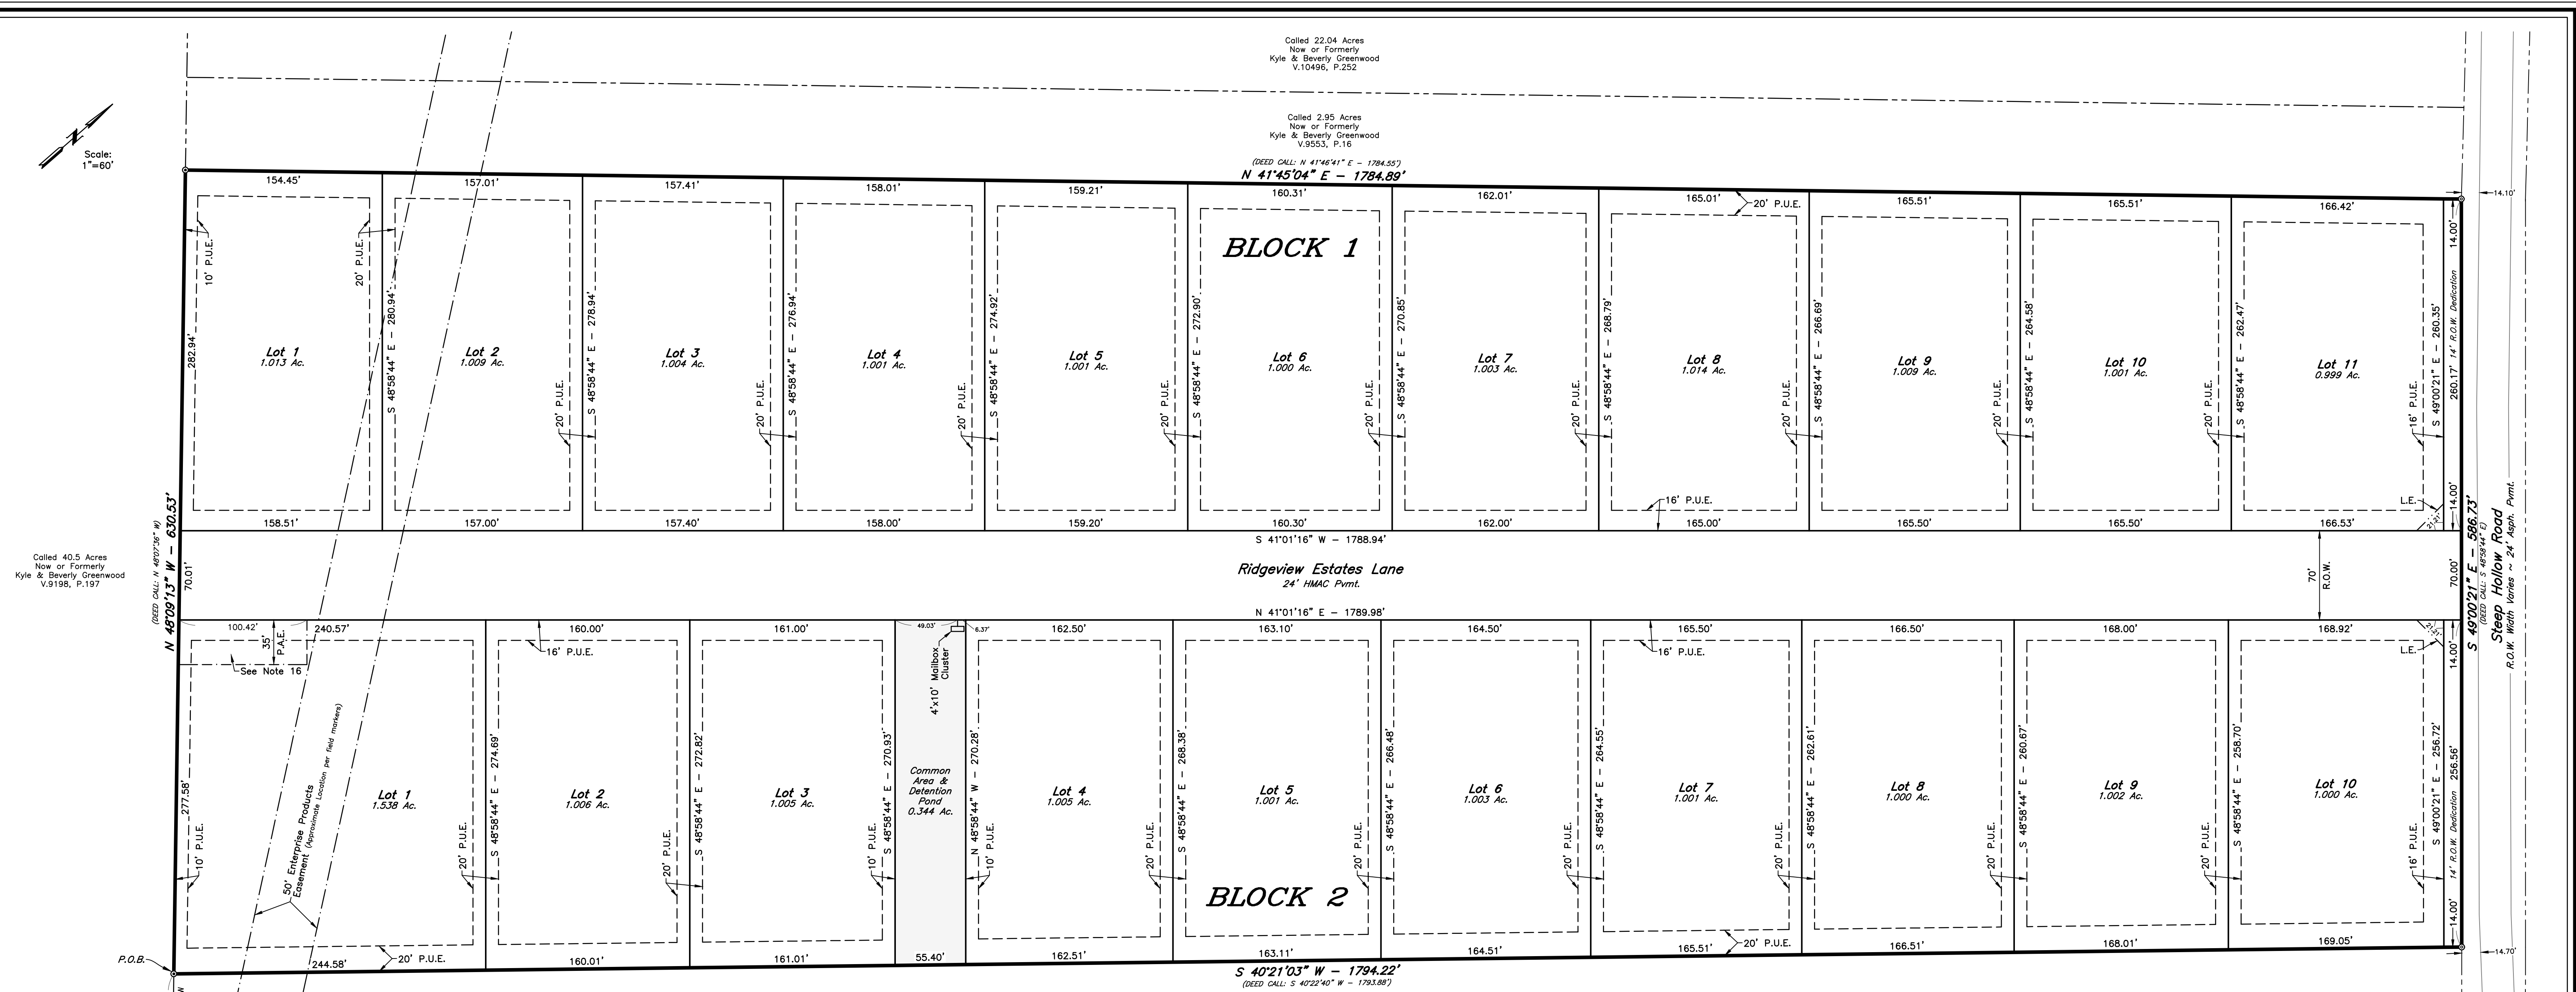 Called 22.04 Acres
Now or Formerly
Kyle & Beverly Greenwood
V.10496, P.252
Called 2.95 Acres
Now or Formerly
Kyle & Beverly Greenwood
V.9553, P.16
(DEED CALL: N 41°46'41" E - 1784.55')
N 41°45'04" E - 1784.89'
N
Scale:
1"=60'
154.45'
157.01'
157.41'
158.01'
159.21'
160.31'
162.01'
165.01'
20' P.U.E.
165.51'
165.51'
166.42'
14.10'
BLOCK 1
10' P.U.E.
20' P.U.E.
14.00'
14' R.O.W. Dedication
282.94'
S 48°58'44" E - 280.94'
S 48°58'44" E - 278.94'
S 48°58'44" E - 276.94'
S 48°58'44" E - 274.92'
S 48°58'44" E - 272.90'
S 48°58'44" E - 270.85'
S 48°58'44" E - 268.79'
S 48°58'44" E - 266.69'
S 48°58'44" E - 264.58'
S 48°58'44" E - 262.47'
S 49°00'21" E - 260.35'
260.17'
Lot 1
1.013 Ac.
Lot 2
1.009 Ac.
Lot 3
1.004 Ac.
Lot 4
1.001 Ac.
Lot 5
1.001 Ac.
Lot 6
1.000 Ac.
Lot 7
1.003 Ac.
Lot 8
1.014 Ac.
Lot 9
1.009 Ac.
Lot 10
1.001 Ac.
Lot 11
0.999 Ac.
20' P.U.E.
20' P.U.E.
20' P.U.E.
20' P.U.E.
20' P.U.E.
20' P.U.E.
20' P.U.E.
20' P.U.E.
20' P.U.E.
16' P.U.E.
16' P.U.E.
L.E.
21.21'
14.00'
158.51'
157.00'
157.40'
158.00'
159.20'
160.30'
162.00'
165.00'
165.50'
165.50'
166.53'
S 41°01'16" W - 1788.94'
Ridgeview Estates Lane
24' HMAC Pvmt.
N 41°01'16" E - 1789.98'
70'
R.O.W.
70.00'
70.01'
Called 40.5 Acres
Now or Formerly
Kyle & Beverly Greenwood
V.9198, P.197
(DEED CALL: N 48°07'36" W)
N 48°09'13" W - 630.53'
S 49°00'21" E - 586.73'
(DEED CALL: S 48°58'44" E)
Steep Hollow Road
R.O.W. Width Varies ~ 24' Asph. Pvmt.
100.42'
240.57'
160.00'
161.00'
49.03'
6.37'
162.50'
163.10'
164.50'
165.50'
166.50'
168.00'
168.92'
35'
P.A.E.
See Note 16
16' P.U.E.
16' P.U.E.
4'x10' Mailbox
Cluster
L.E.
21.21'
14.00'
277.58'
S 48°58'44" E - 274.69'
S 48°58'44" E - 272.82'
S 48°58'44" E - 270.93'
N 48°58'44" W - 270.28'
S 48°58'44" E - 268.38'
S 48°58'44" E - 266.48'
S 48°58'44" E - 264.55'
S 48°58'44" E - 262.61'
S 48°58'44" E - 260.67'
S 48°58'44" E - 258.70'
S 49°00'21" E - 256.72'
256.56'
14' R.O.W. Dedication
Lot 1
1.538 Ac.
Lot 2
1.006 Ac.
Lot 3
1.005 Ac.
Common
Area &
Detention
Pond
0.344 Ac.
Lot 4
1.005 Ac.
Lot 5
1.001 Ac.
Lot 6
1.003 Ac.
Lot 7
1.001 Ac.
Lot 8
1.000 Ac.
Lot 9
1.002 Ac.
Lot 10
1.000 Ac.
50' Enterprise Products
Easement (Approximate Location per field markers)
10' P.U.E.
20' P.U.E.
20' P.U.E.
10' P.U.E.
10' P.U.E.
20' P.U.E.
20' P.U.E.
20' P.U.E.
20' P.U.E.
20' P.U.E.
20' P.U.E.
16' P.U.E.
14.00'
BLOCK 2
P.O.B.
20' P.U.E.
20' P.U.E.
244.58'
160.01'
161.01'
55.40'
162.51'
163.11'
164.51'
165.51'
166.51'
168.01'
169.05'
14.70'
S 40°21'03" W - 1794.22'
(DEED CALL: S 40°22'40" W - 1793.88')
N